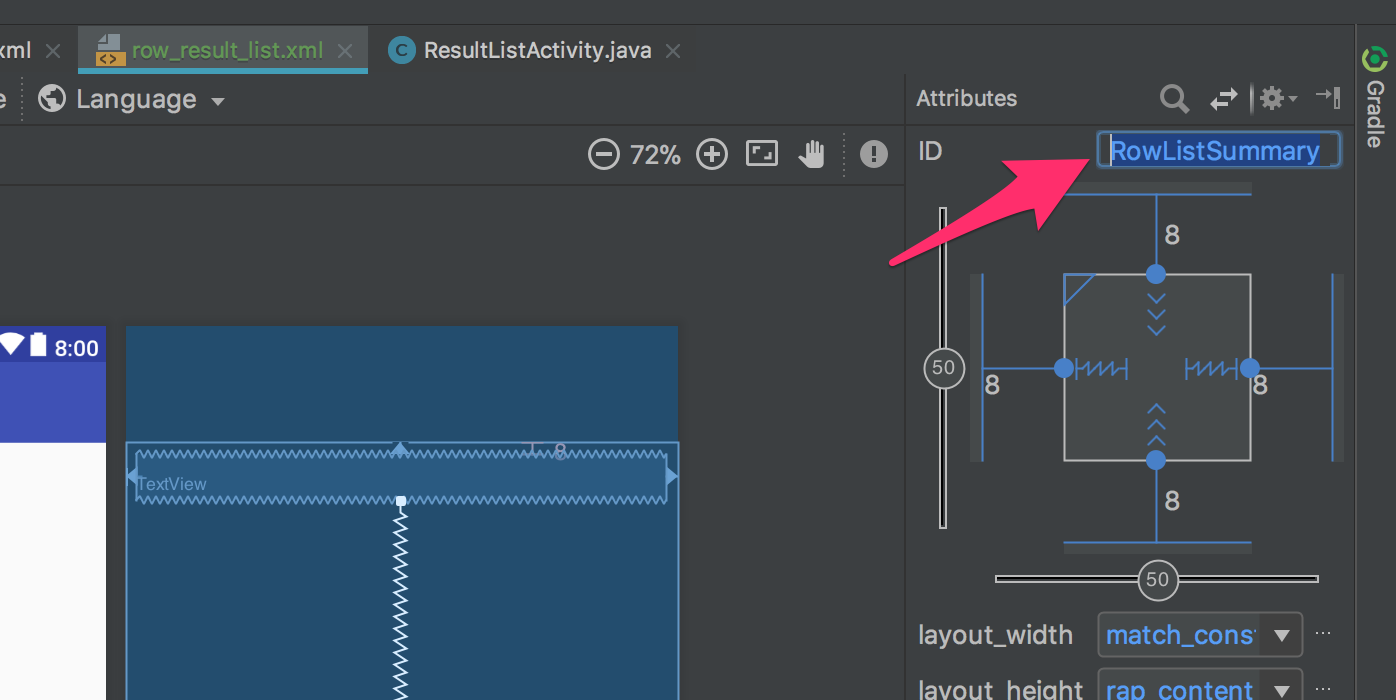 xml
row_result_list.xml
C ResultListActivity.java
e
Language
Attributes
Gradle
72%
ID
RowListSummary
8
50
8
8
8
50
8:00
8
TextView
layout_width
match_cons
layout_height
rap_content